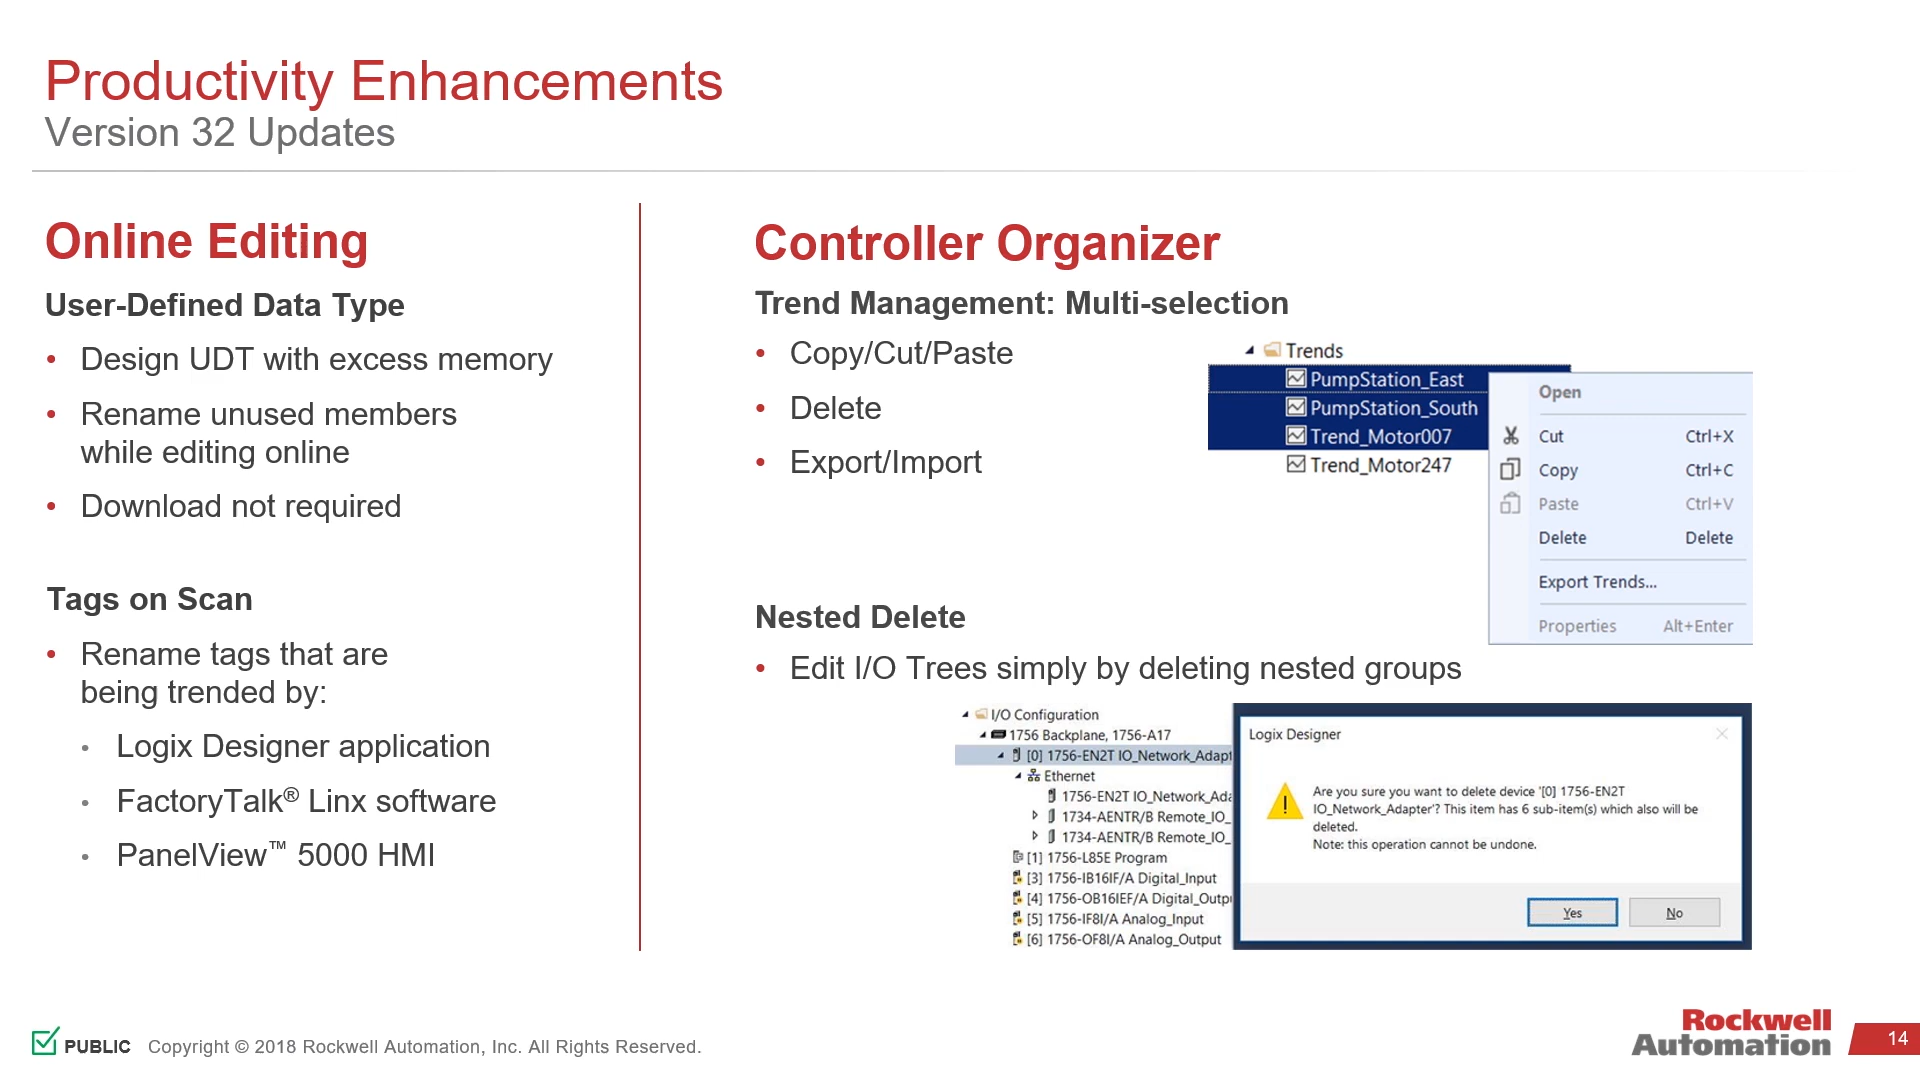 Productivity Enhancements
Version 32 Updates
Online Editing
User-Defined Data Type
• Design UDT with excess memory
• Rename unused members
while editing online
• Download not required
Tags on Scan
• Rename tags that are
being trended by:
• Logix Designer application
• FactoryTalk® Linx software
• PanelView™ 5000 HMI
Controller Organizer
Trend Management: Multi-selection
• Copy/Cut/Paste
• Delete
• Export/Import
Trends
PumpStation_East
PumpStation_South
Trend_Motor007
Trend_Motor247
Open
Cut Ctrl+X
Copy Ctrl+C
Paste Ctrl+V
Delete Delete
Export Trends...
Properties Alt+Enter
Nested Delete
• Edit I/O Trees simply by deleting nested groups
I/O Configuration
1756 Backplane, 1756-A17
[0] 1756-EN2T IO_Network_Adapt
Ethernet
1756-EN2T IO_Network_Ada
1734-AENTR/B Remote_IO_
1734-AENTR/B Remote_IO_
[1] 1756-L85E Program
[3] 1756-IB16IF/A Digital_Input
[4] 1756-OB16IEF/A Digital_Outpu
[5] 1756-IF8I/A Analog_Input
[6] 1756-OF8I/A Analog_Output
Logix Designer
Are you sure you want to delete device '[0] 1756-EN2T
IO_Network_Adapter'? This item has 6 sub-item(s) which also will be
deleted.
Note: this operation cannot be undone.
Yes No
PUBLIC Copyright © 2018 Rockwell Automation, Inc. All Rights Reserved.
Rockwell
Automation
14